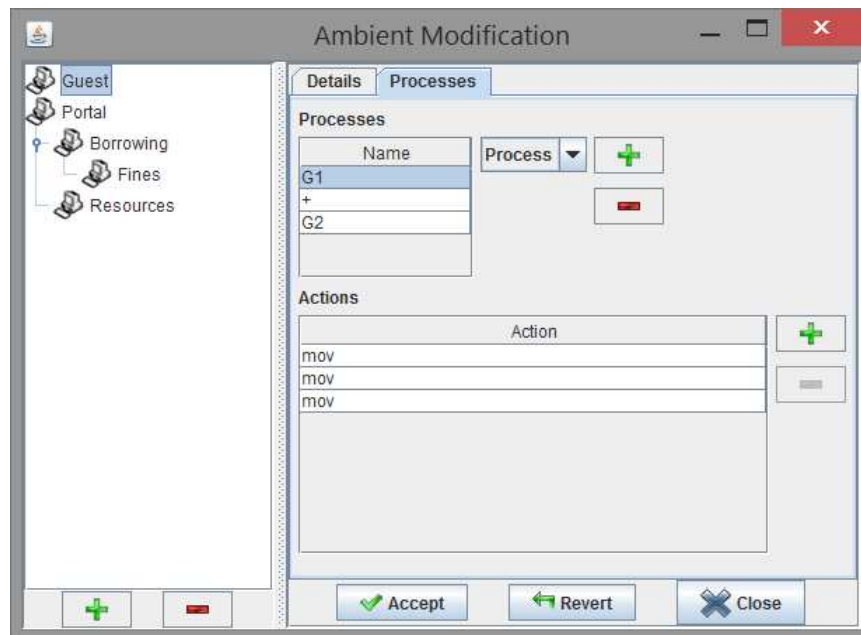 Ambient Modification
Guest
Portal
Borrowing
Fines
Resources
Details
Processes
Processes
Name
Process
G1
+
G2
Actions
Action
mov
mov
mov
Accept
Revert
Close